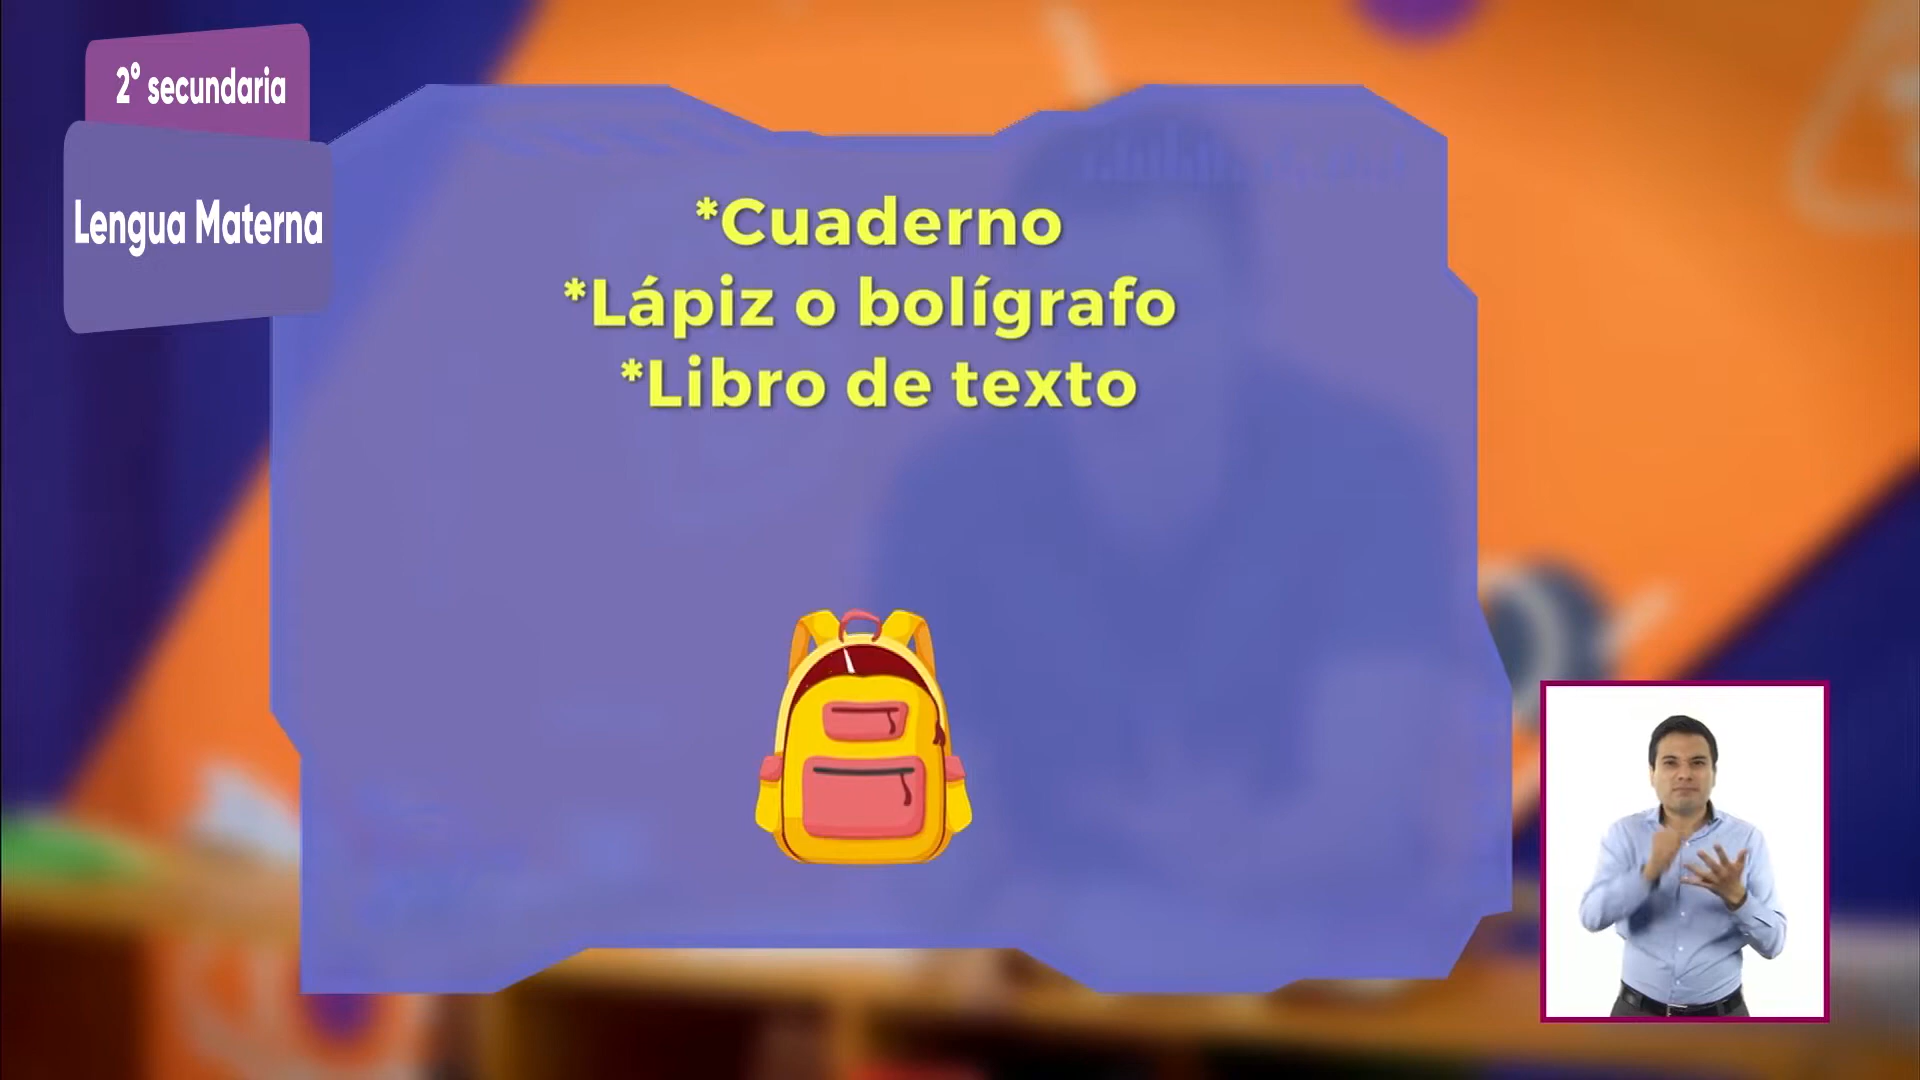 2° secundaria
Lengua Materna
*Cuaderno
*Lápiz o bolígrafo
*Libro de texto